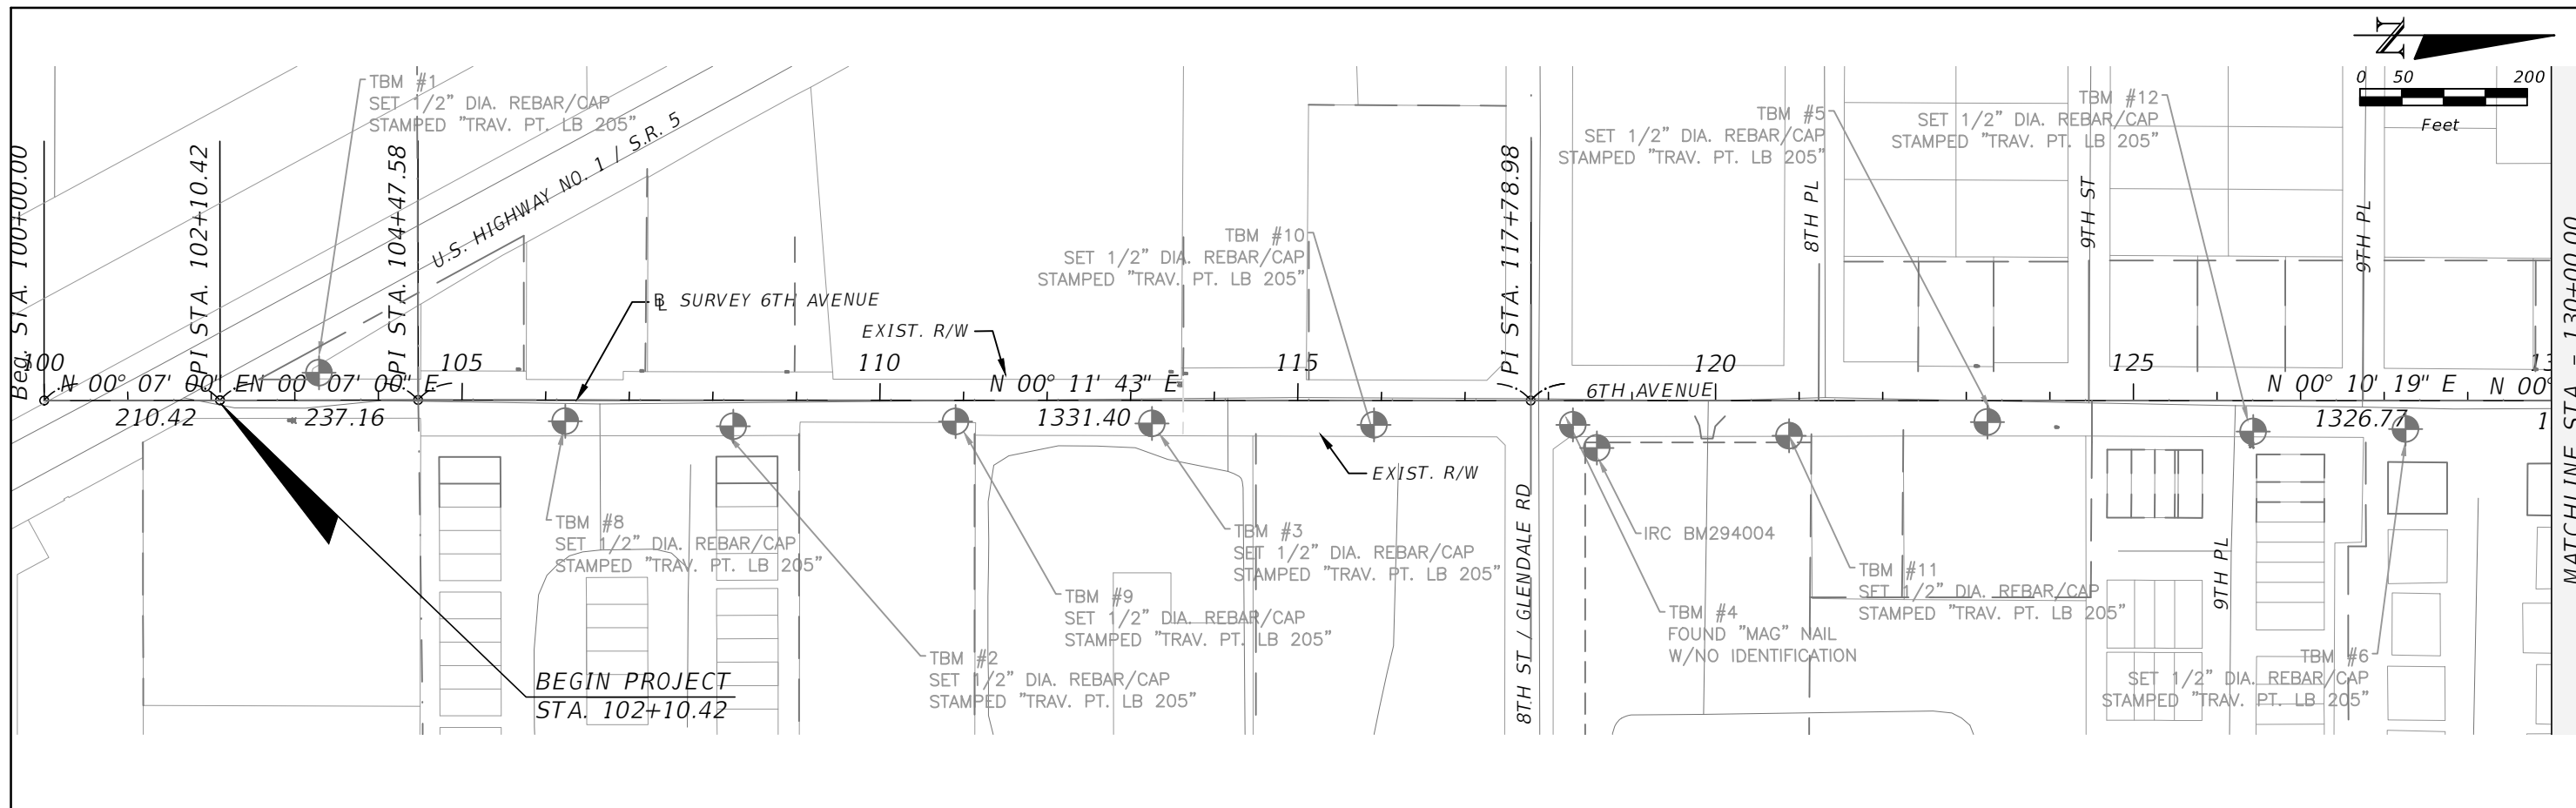 N
0 50 200
Feet
TBM #1
SET 1/2" DIA. REBAR/CAP
STAMPED "TRAV. PT. LB 205"
U.S. HIGHWAY NO. 1 / S.R. 5
Beg. STA. 100+00.00
PI STA. 102+10.42
PI STA. 104+47.58
℄ SURVEY 6TH AVENUE
EXIST. R/W
TBM #10
SET 1/2" DIA. REBAR/CAP
STAMPED "TRAV. PT. LB 205"
PI STA. 117+78.98
TBM #5
SET 1/2" DIA. REBAR/CAP
STAMPED "TRAV. PT. LB 205"
8TH PL
TBM #12
SET 1/2" DIA. REBAR/CAP
STAMPED "TRAV. PT. LB 205"
9TH ST
9TH PL
MATCHLINE STA = 130+00.00
100 105 110 115 120 125 13
N 00° 07' 00" E
N 00° 07' 00" E
N 00° 11' 43" E
6TH AVENUE
N 00° 10' 19" E
N 00°
210.42
237.16
1331.40
1326.77
1
EXIST. R/W
TBM #8
SET 1/2" DIA. REBAR/CAP
STAMPED "TRAV. PT. LB 205"
TBM #3
SET 1/2" DIA. REBAR/CAP
STAMPED "TRAV. PT. LB 205"
TBM #9
SET 1/2" DIA. REBAR/CAP
STAMPED "TRAV. PT. LB 205"
TBM #2
SET 1/2" DIA. REBAR/CAP
STAMPED "TRAV. PT. LB 205"
BEGIN PROJECT
STA. 102+10.42
8T.H ST / GLENDALE RD
IRC BM294004
TBM #4
FOUND "MAG" NAIL
W/NO IDENTIFICATION
TBM #11
SET 1/2" DIA. REBAR/CAP
STAMPED "TRAV. PT. LB 205"
9TH PL
TBM #6
SET 1/2" DIA. REBAR/CAP
STAMPED "TRAV. PT. LB 205"